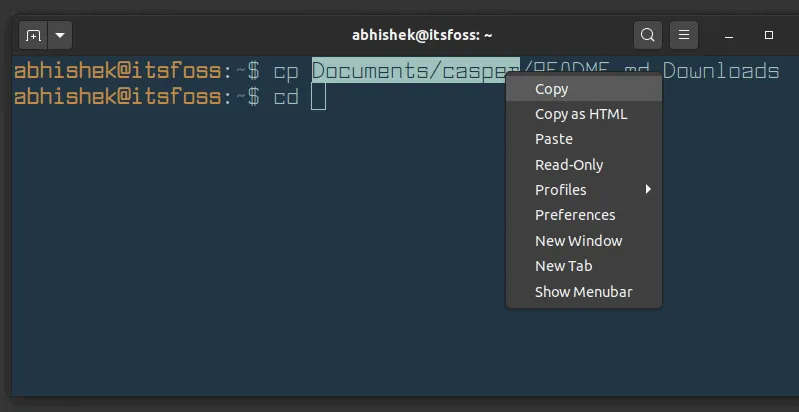 abhishek@itsfoss: ~
abhishek@itsfoss:~$ cp Documents/casper/README.md Downloads
abhishek@itsfoss:~$ cd
Copy
Copy as HTML
Paste
Read-Only
Profiles
Preferences
New Window
New Tab
Show Menubar